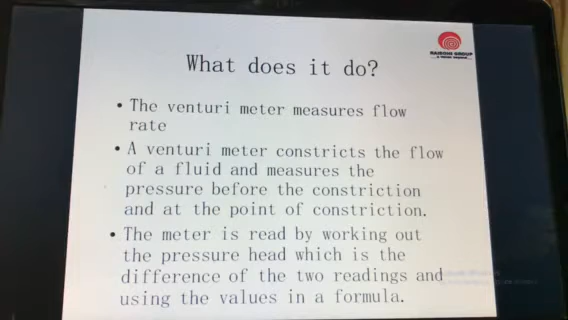 What does it do?
• The venturi meter measures flow
rate
• A venturi meter constricts the flow
of a fluid and measures the
pressure before the constriction
and at the point of constriction.
• The meter is read by working out
the pressure head which is the
difference of the two readings and
using the values in a formula.